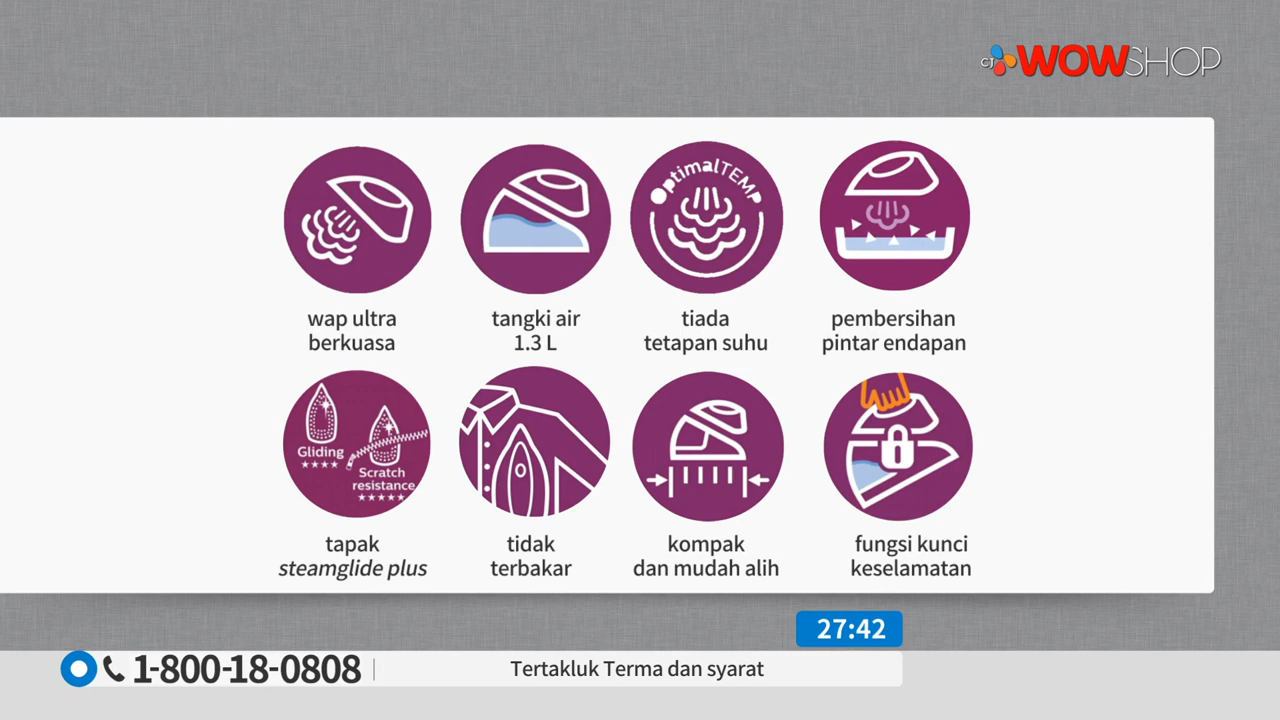 CJ WOWSHOP
OptimalTEMP
wap ultra
berkuasa
tangki air
1.3 L
tiada
tetapan suhu
pembersihan
pintar endapan
Gliding
★★★★
Scratch
resistance
★★★★★
tapak
steamglide plus
tidak
terbakar
kompak
dan mudah alih
fungsi kunci
keselamatan
27:42
1-800-18-0808
Tertakluk Terma dan syarat